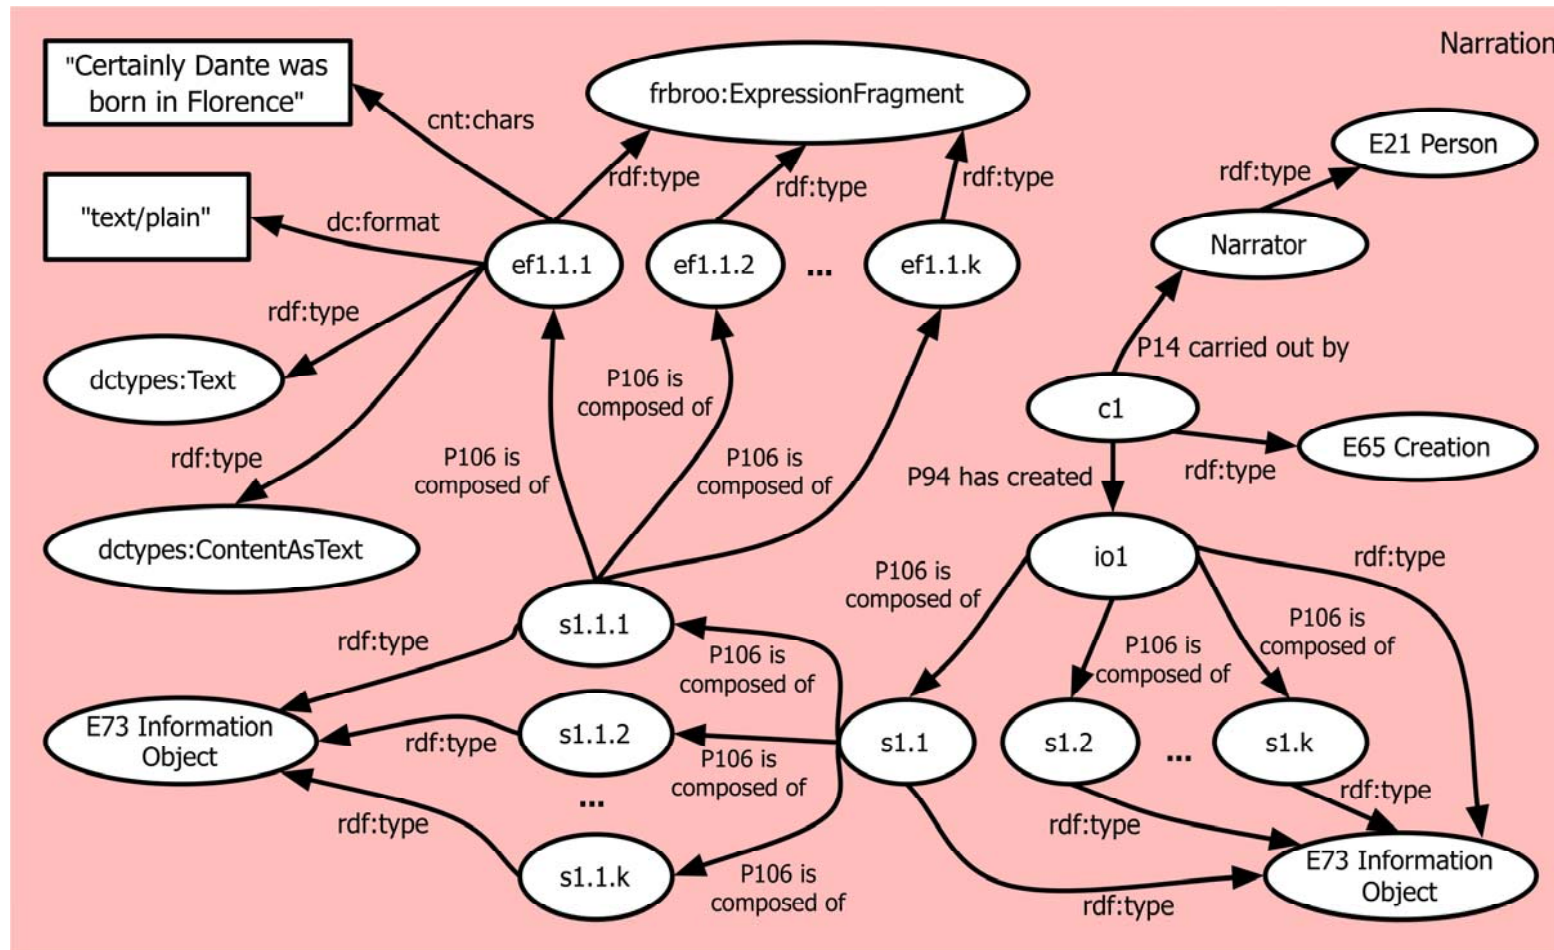 Narration
"Certainly Dante was
born in Florence"
frbroo:ExpressionFragment
cnt:chars
E21 Person
rdf:type
rdf:type
rdf:type
rdf:type
"text/plain"
dc:format
Narrator
ef1.1.1
ef1.1.2
...
ef1.1.k
rdf:type
P14 carried out by
dctypes:Text
P106 is
composed of
c1
E65 Creation
rdf:type
rdf:type
P106 is
composed of
P106 is
composed of
P94 has created
dctypes:ContentAsText
io1
rdf:type
P106 is
composed of
s1.1.1
rdf:type
P106 is
composed of
P106 is
composed of
P106 is
composed of
E73 Information
Object
rdf:type
s1.1.2
s1.1
s1.2
...
s1.k
P106 is
composed of
...
rdf:type
rdf:type
rdf:type
s1.1.k
P106 is
composed of
E73 Information
Object
rdf:type